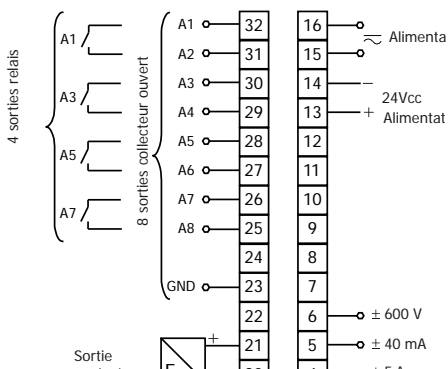 4 sorties relais
A1
A3
A5
A7
8 sorties collecteur ouvert
A1 32
A2 31
A3 30
A4 29
A5 28
A6 27
A7 26
A8 25
24
GND 23
22
+ 21
Sortie
16
15
Alimenta
14 −
13 +
24Vcc
Alimentat
12
11
10
9
8
7
6 ± 600 V
5 ± 40 mA